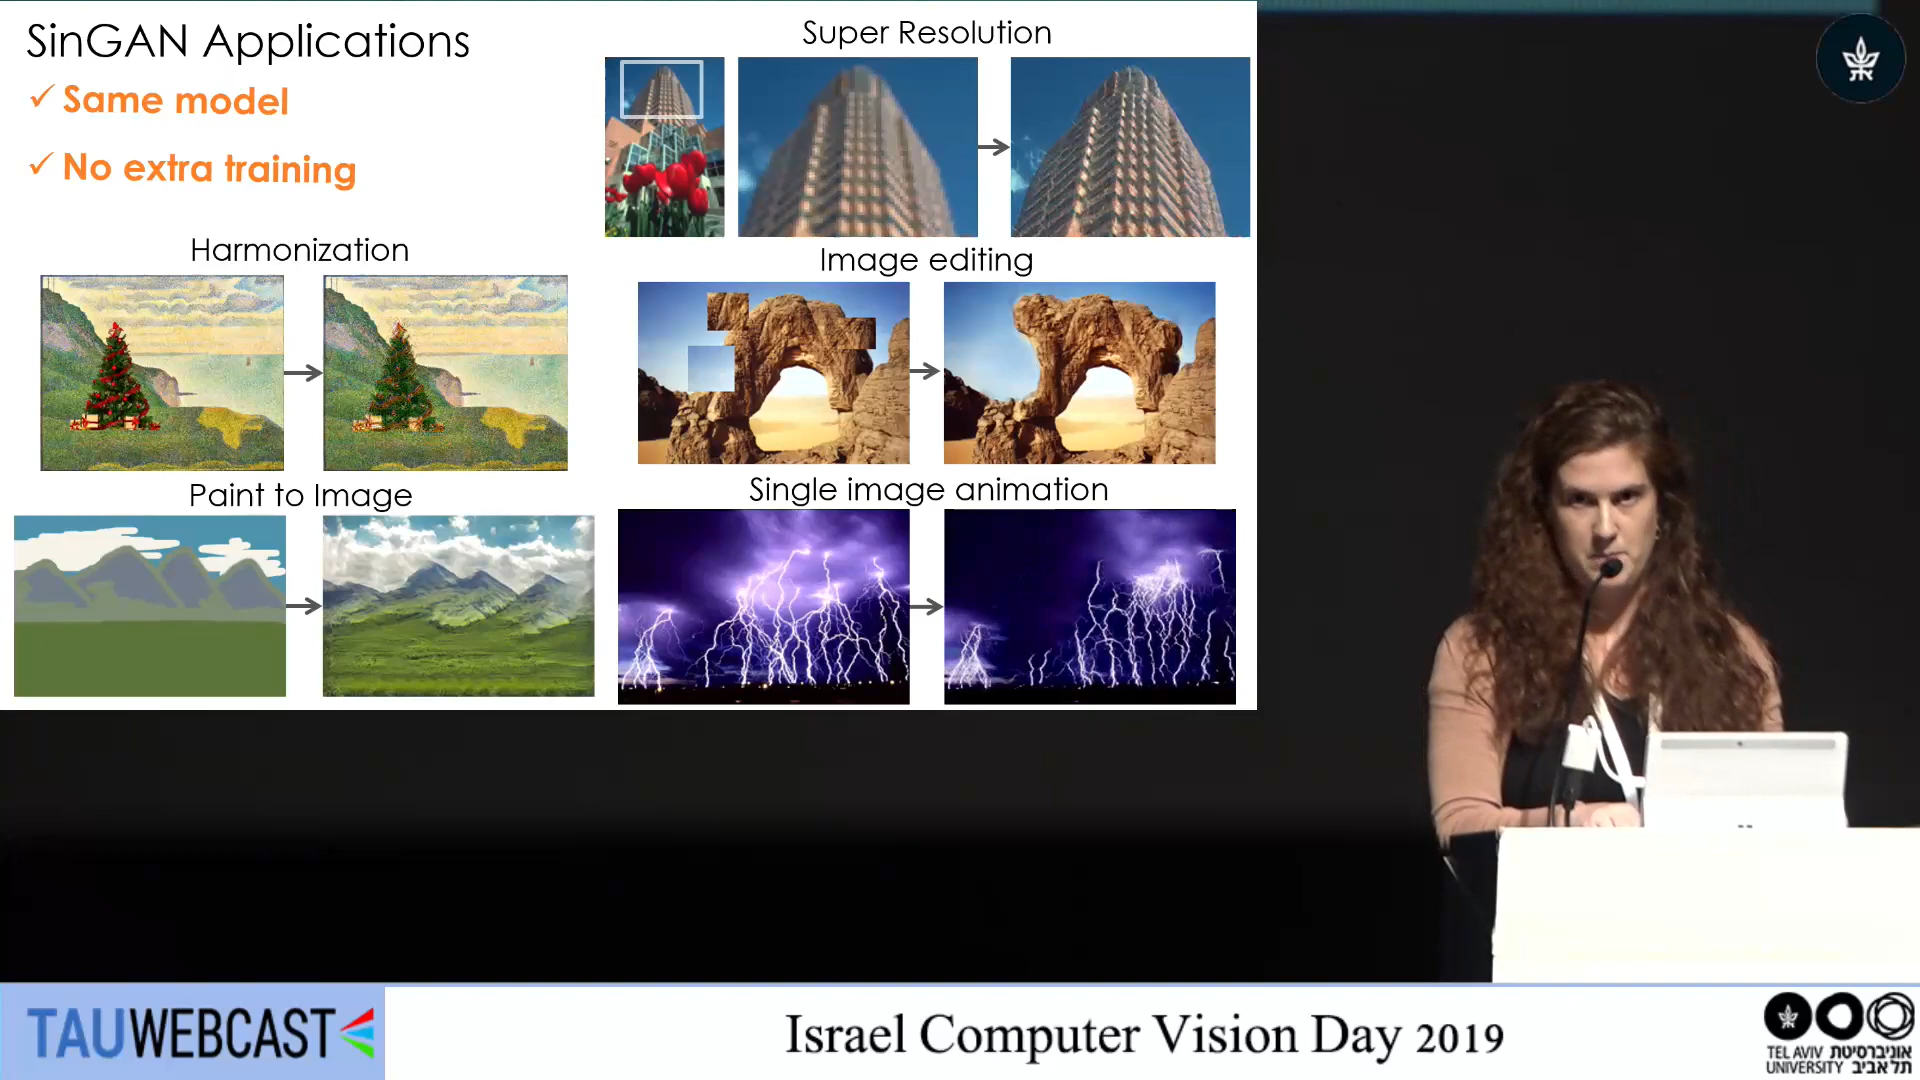 SinGAN Applications
✓ Same model
✓ No extra training
Super Resolution
Harmonization
Image editing
Paint to Image
Single image animation
TAUWEBCAST
Israel Computer Vision Day 2019
TEL AVIV אוניברסיטת
UNIVERSITY תל אביב